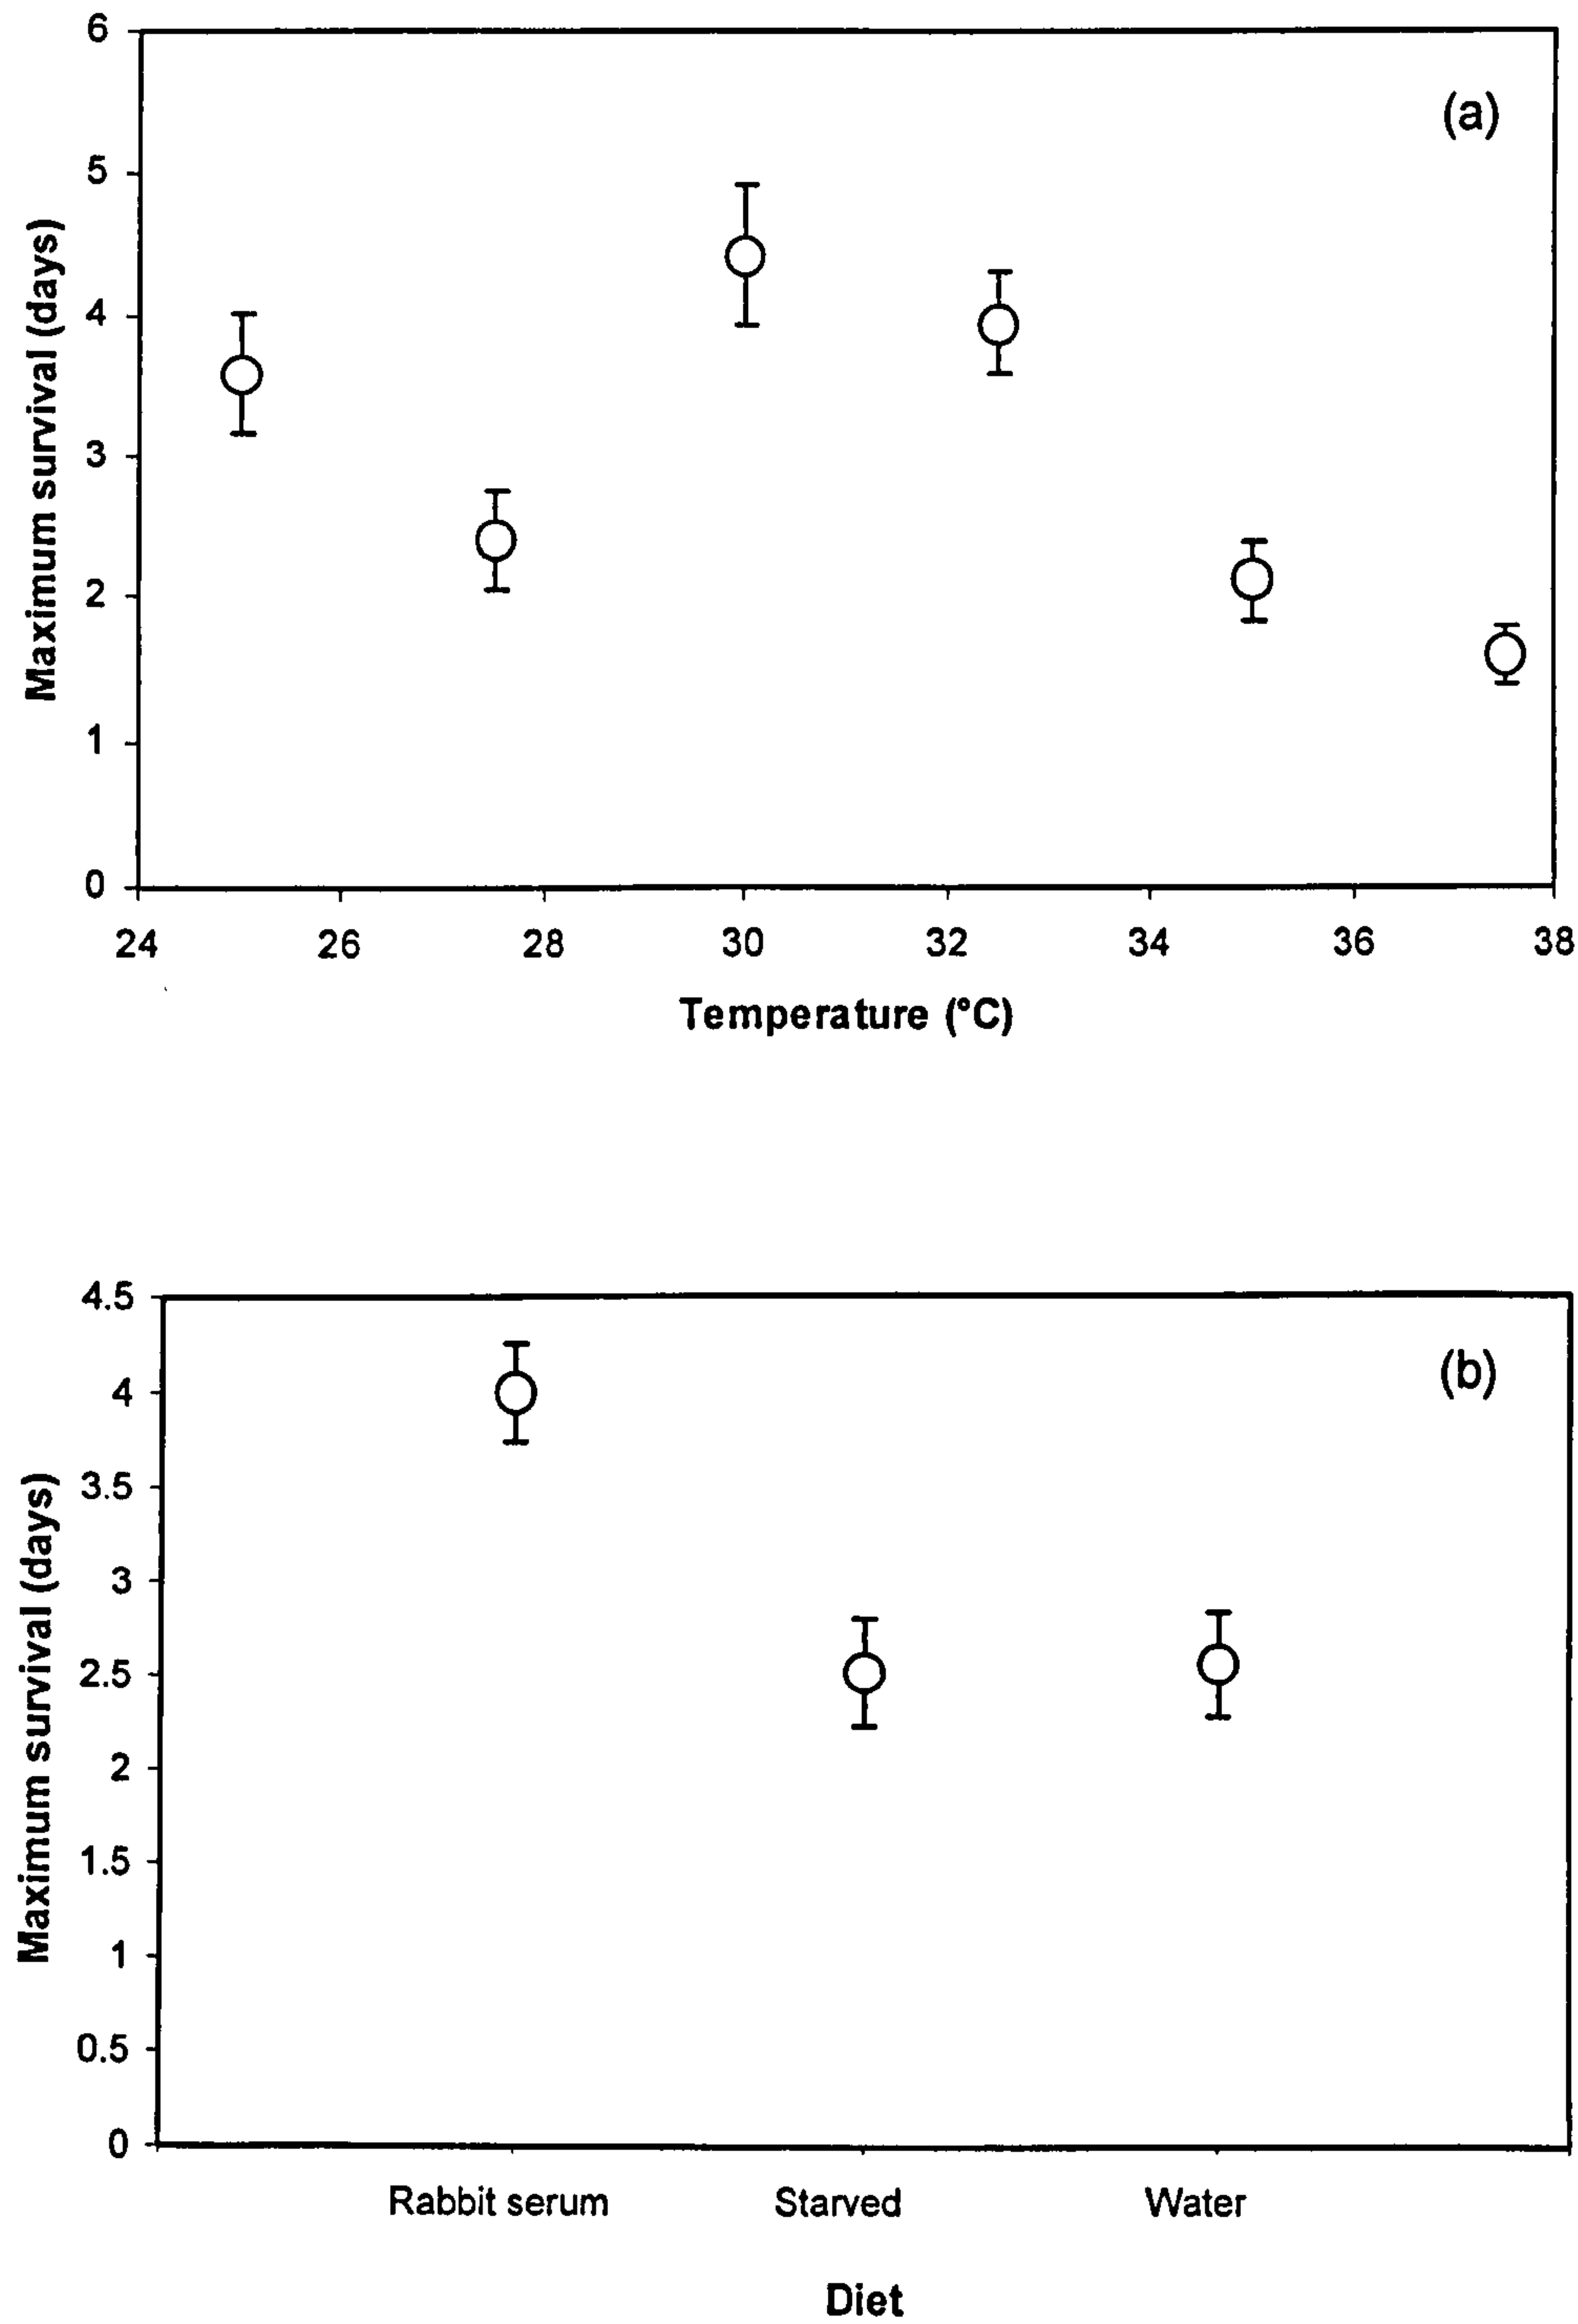 (a)
Maximum survival (days)
6
5
4
3
2
1
0
24 26 28 30 32 34 36 38
Temperature (°C)
(b)
Maximum survival (days)
4.5
4
3.5
3
2.5
2
1.5
1
0.5
0
Rabbit serum Starved Water
Diet